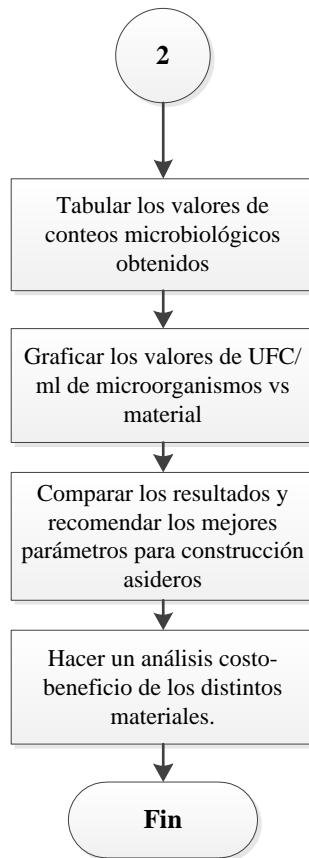 2
Tabular los valores de
conteos microbiológicos
obtenidos
Graficar los valores de UFC/
ml de microorganismos vs
material
Comparar los resultados y
recomendar los mejores
parámetros para construcción
asideros
Hacer un análisis costo-
beneficio de los distintos
materiales.
Fin